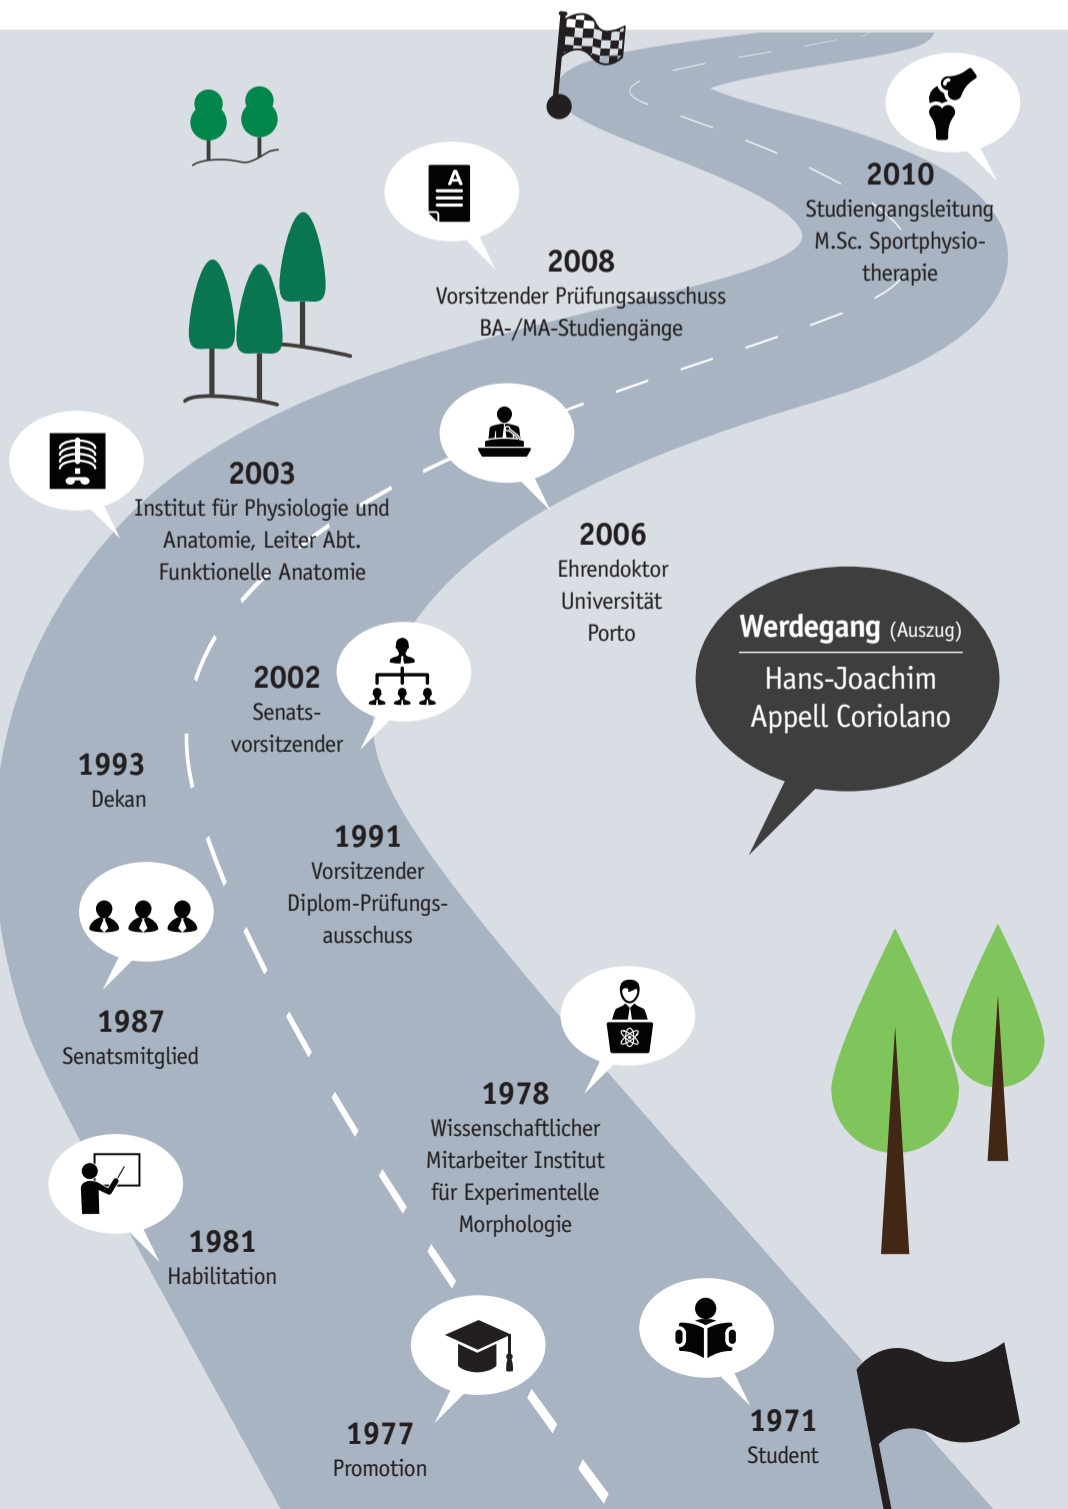 A
2010
Studiengangsleitung
M.Sc. Sportphysio-
therapie
2008
Vorsitzender Prüfungsausschuss
BA-/MA-Studiengänge
2003
Institut für Physiologie und
Anatomie, Leiter Abt.
Funktionelle Anatomie
2006
Ehrendoktor
Universität
Porto
Werdegang (Auszug)
Hans-Joachim
Appell Coriolano
2002
Senats-
vorsitzender
1993
Dekan
1991
Vorsitzender
Diplom-Prüfungs-
ausschuss
1987
Senatsmitglied
1978
Wissenschaftlicher
Mitarbeiter Institut
für Experimentelle
Morphologie
1981
Habilitation
1977
Promotion
1971
Student